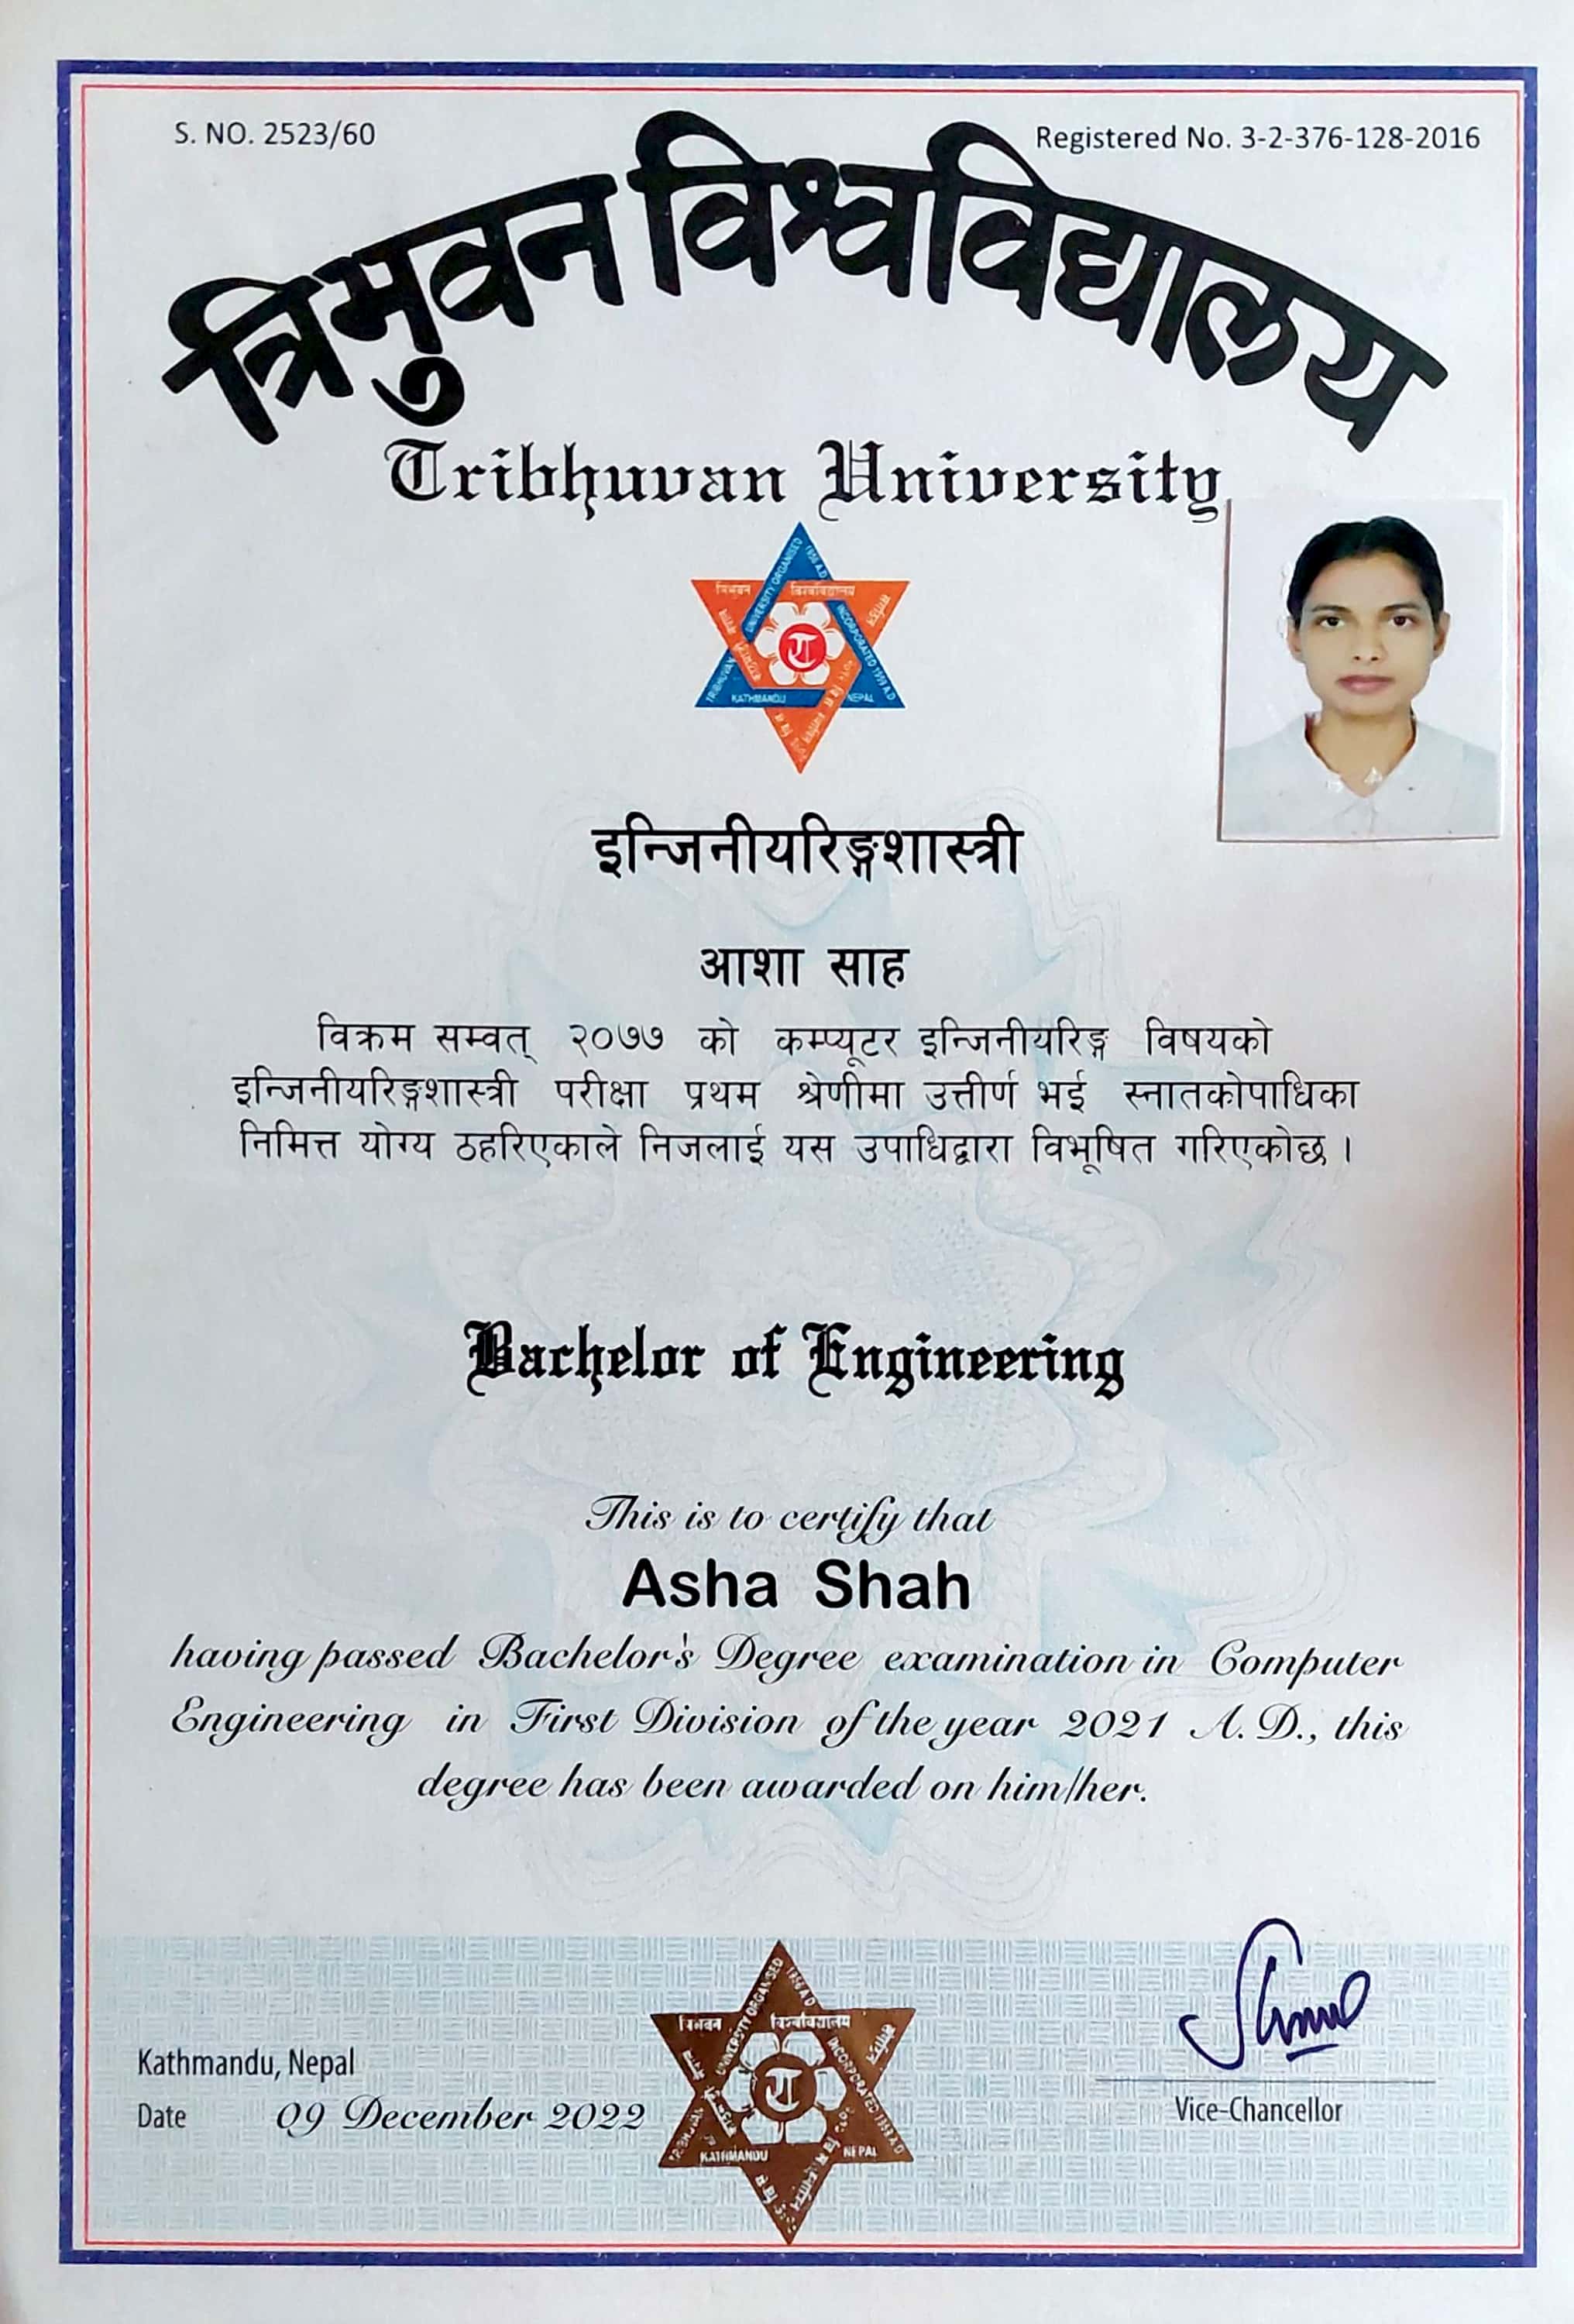 S. NO. 2523/60
Registered No. 3-2-376-128-2016
त्रिभुवन विश्वविद्यालय
Tribhuvan University
त्रिभुवन विश्वविद्यालय
UNIVERSITY ORGANISED 1956 A.D
INCORPORATED 1959 A.D
TRIBHUVAN
KATHMANDU NEPAL
इन्जिनीयरिङ्गशास्त्री
आशा साह
विक्रम सम्वत् २०७७ को कम्प्यूटर इन्जिनीयरिङ्ग विषयको
इन्जिनीयरिङ्गशास्त्री परीक्षा प्रथम श्रेणीमा उत्तीर्ण भई स्नातकोपाधिका
निमित्त योग्य ठहरिएकाले निजलाई यस उपाधिद्वारा विभूषित गरिएकोछ ।
Bachelor of Engineering
This is to certify that
Asha Shah
having passed Bachelor's Degree examination in Computer
Engineering in First Division of the year 2021 A. D., this
degree has been awarded on him/her.
त्रिभुवन विश्वविद्यालय
UNIVERSITY ORGANISED 1956 A.D
INCORPORATED 1959 A.D
TRIBHUVAN
KATHMANDU NEPAL
Kathmandu, Nepal
Date 09 December 2022
Vice-Chancellor